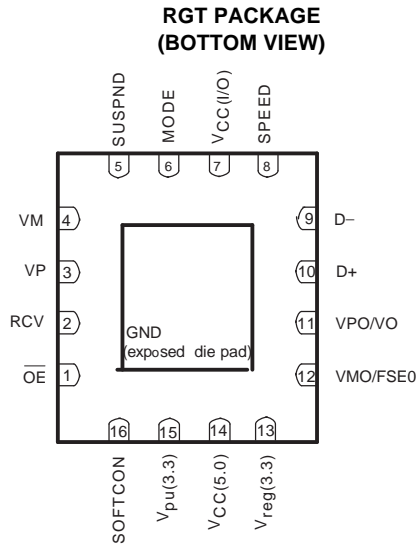 RGT PACKAGE
(BOTTOM VIEW)
SUSPND
MODE
VCC(I/O)
SPEED
5
6
7
8
VM
4
9
D−
VP
3
10
D+
RCV
2
11
VPO/VO
OE
1
12
VMO/FSE0
GND
(exposed die pad)
16
15
14
13
SOFTCON
Vpu(3.3)
VCC(5.0)
Vreg(3.3)